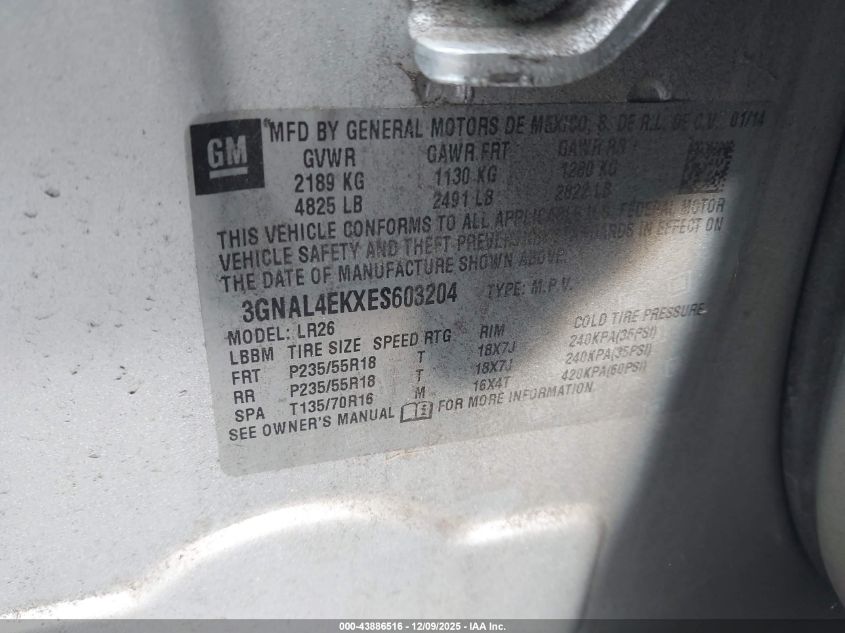 GM
"MFD BY GENERAL MOTORS DE MEXICO, S. DE R.L. DE C.V. 01/14
GVWR GAWR FRT GAWR RR
2189 KG 1130 KG 1280 KG
4825 LB 2491 LB 2822 LB
THIS VEHICLE CONFORMS TO ALL APPLICABLE U.S. FEDERAL MOTOR
VEHICLE SAFETY AND THEFT PREVENTION STANDARDS IN EFFECT ON
THE DATE OF MANUFACTURE SHOWN ABOVE.
3GNAL4EKXES603204 TYPE: M.P.V.
MODEL: LR26
LBBM TIRE SIZE SPEED RTG RIM COLD TIRE PRESSURE
FRT P235/55R18 T 18X7J 240KPA(35PSI)
RR P235/55R18 T 18X7J 240KPA(35PSI)
SPA T135/70R16 M 16X4T 420KPA(60PSI)
SEE OWNER'S MANUAL FOR MORE INFORMATION
000-43886516 - 12/09/2025 - IAA Inc.